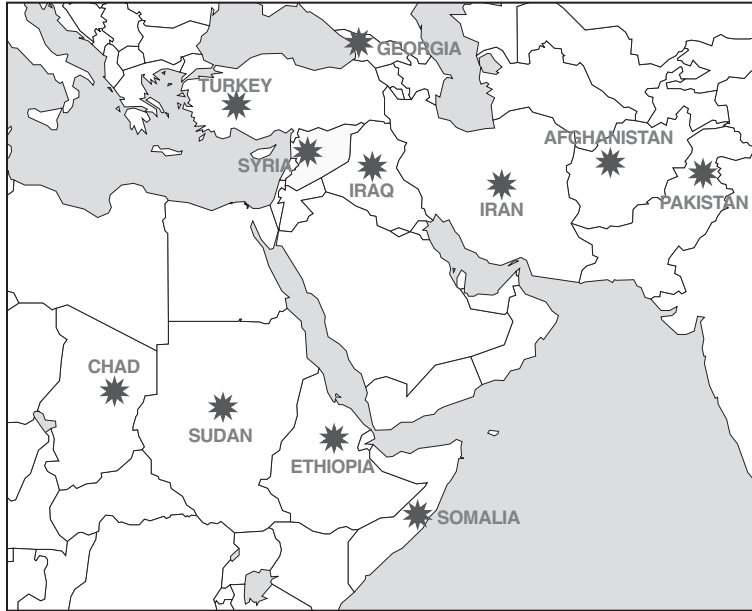 GEORGIA
TURKEY
AFGHANISTAN
SYRIA
IRAQ
IRAN
PAKISTAN
CHAD
SUDAN
ETHIOPIA
SOMALIA